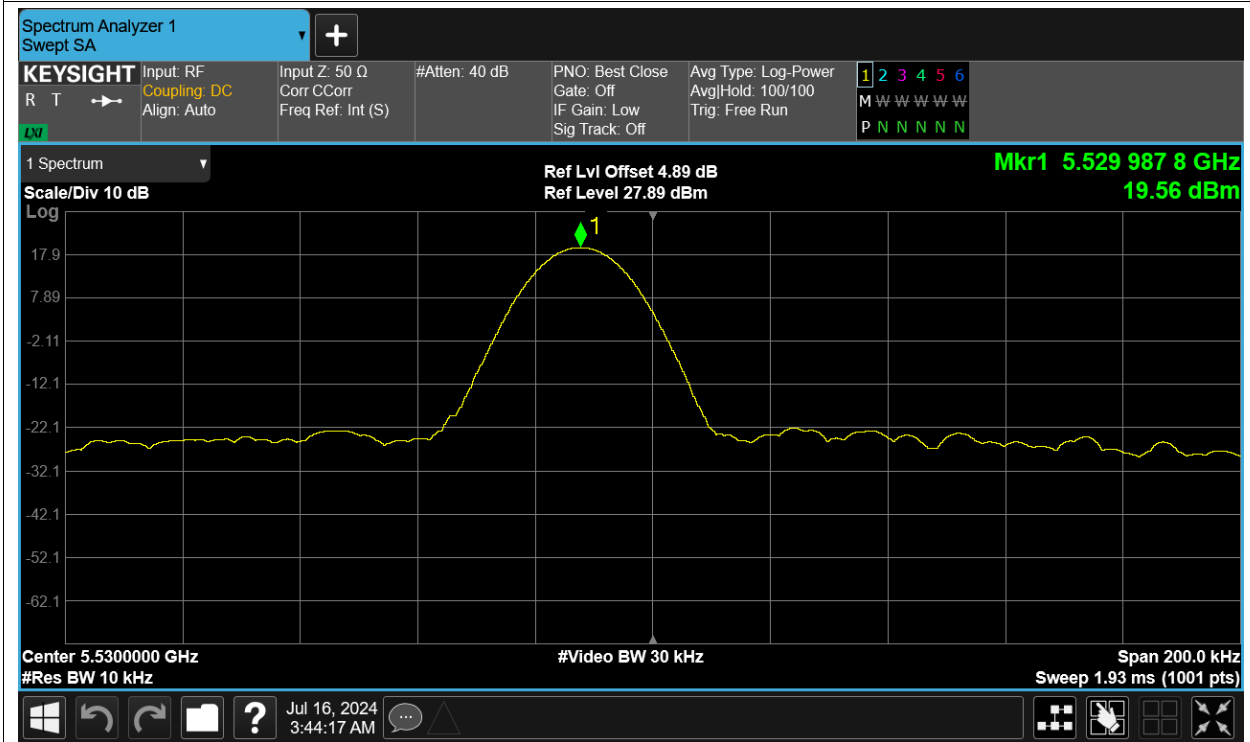 Spectrum Analyzer 1
Swept SA
+
KEYSIGHT
R T
LXI
Input: RF
Coupling: DC
Align: Auto
Input Z: 50 Ω
Corr CCorr
Freq Ref: Int (S)
#Atten: 40 dB
PNO: Best Close
Gate: Off
IF Gain: Low
Sig Track: Off
Avg Type: Log-Power
Avg|Hold: 100/100
Trig: Free Run
1 2 3 4 5 6
M W W W W W
P N N N N N
1 Spectrum
Scale/Div 10 dB
Ref Lvl Offset 4.89 dB
Ref Level 27.89 dBm
Mkr1 5.529 987 8 GHz
19.56 dBm
Log
1
17.9
7.89
-2.11
-12.1
-22.1
-32.1
-42.1
-52.1
-62.1
Center 5.5300000 GHz
#Res BW 10 kHz
#Video BW 30 kHz
Span 200.0 kHz
Sweep 1.93 ms (1001 pts)
?
Jul 16, 2024
3:44:17 AM